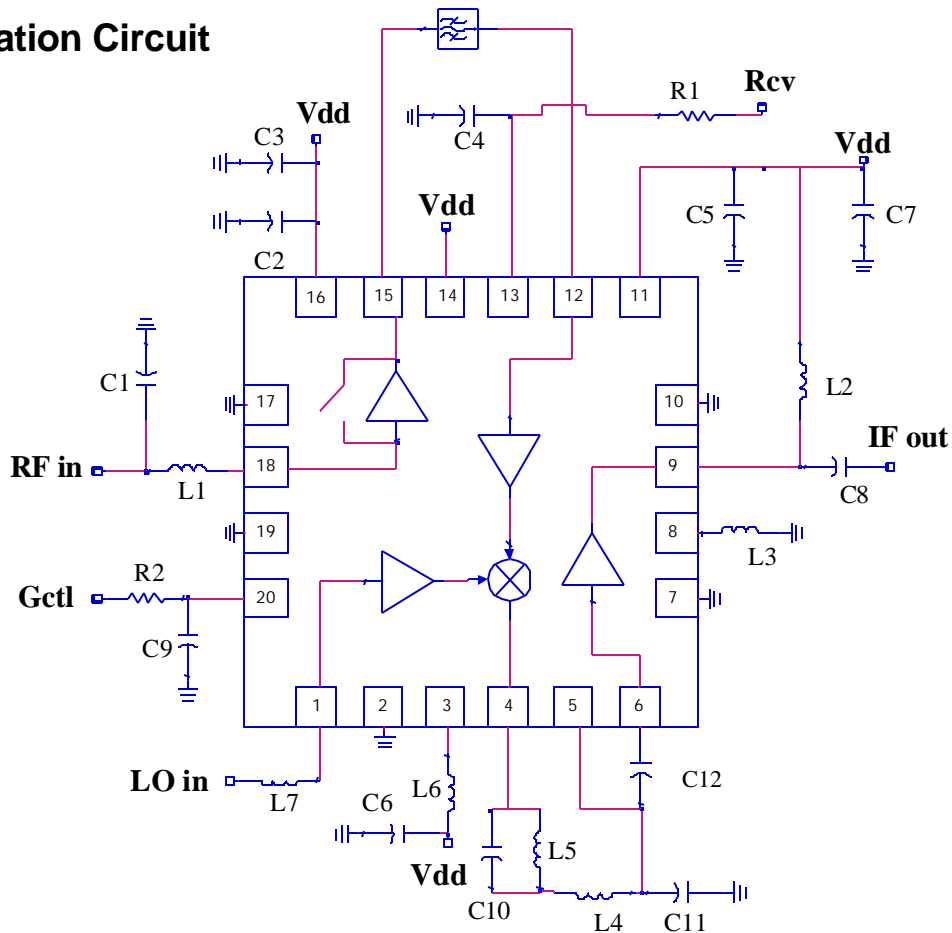 ation Circuit
Rcv
R1
Vdd
C3
C4
Vdd
Vdd
C5
C7
C2
16
15
14
13
12
11
C1
L2
17
10
IF out
RF in
18
9
L1
C8
19
8
L3
R2
Gctl
20
7
C9
1
2
3
4
5
6
LO in
L7
L6
C12
C6
Vdd
L5
C10
L4
C11